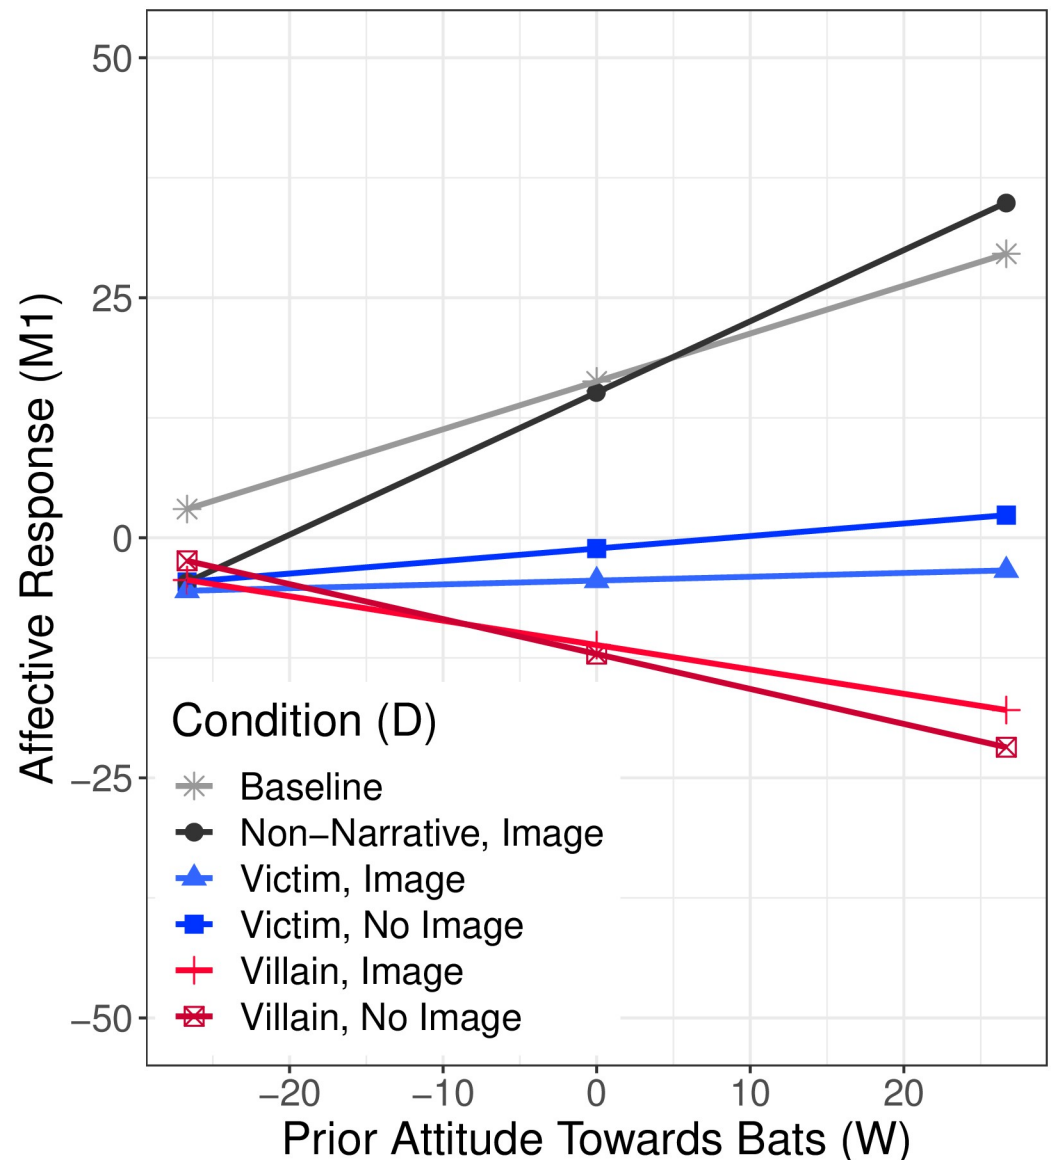 50
25
0
−25
−50
Affective Response (M1)
Condition (D)
Baseline
Non−Narrative, Image
Victim, Image
Victim, No Image
Villain, Image
Villain, No Image
−20 −10 0 10 20
Prior Attitude Towards Bats (W)